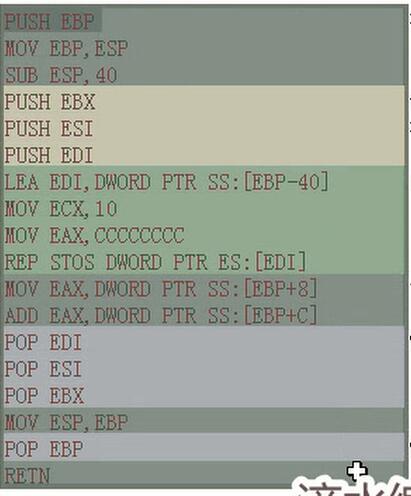 PUSH EBP
MOV EBP,ESP
SUB ESP,40
PUSH EBX
PUSH ESI
PUSH EDI
LEA EDI,DWORD PTR SS:[EBP-40]
MOV ECX,10
MOV EAX,CCCCCCCC
REP STOS DWORD PTR ES:[EDI]
MOV EAX,DWORD PTR SS:[EBP+8]
ADD EAX,DWORD PTR SS:[EBP+C]
POP EDI
POP ESI
POP EBX
MOV ESP,EBP
POP EBP
RETN
滴水